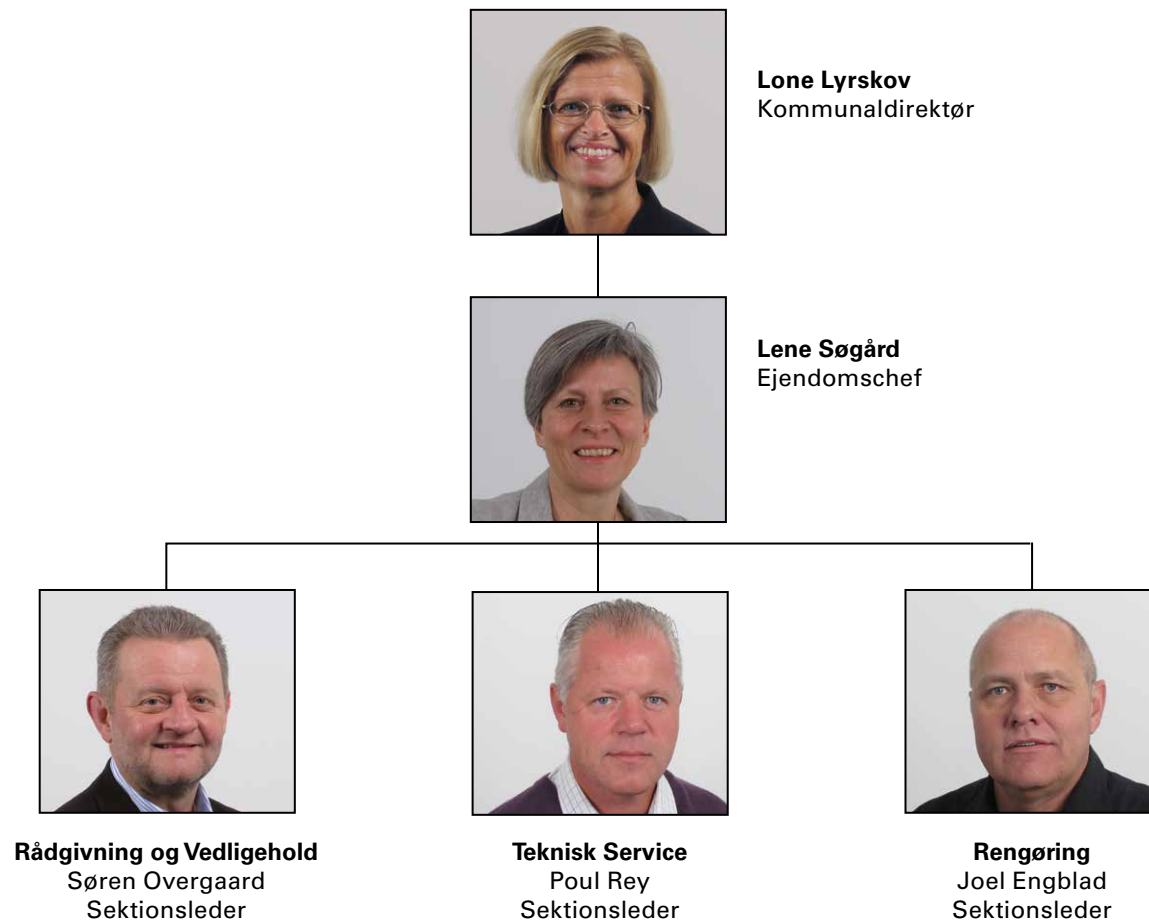 Lone Lyrskov
Kommunaldirektør
Lene Søgård
Ejendomschef
Rådgivning og Vedligehold
Søren Overgaard
Sektionsleder
Teknisk Service
Poul Rey
Sektionsleder
Rengøring
Joel Engblad
Sektionsleder